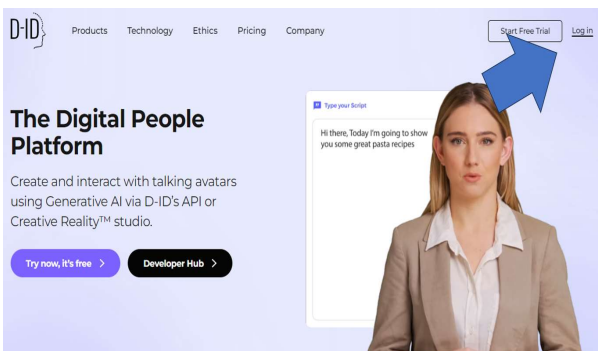 D-ID
Products Technology Ethics Pricing Company
Start Free Trial
Log in
The Digital People
Platform
Create and interact with talking avatars
using Generative AI via D-ID's API or
Creative Reality™ studio.
Try now, it's free >
Developer Hub >
Type your Script
Hi there, Today I'm going to show
you some great pasta recipes